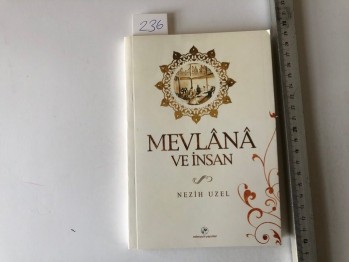 236
MEVLÂNÂ
VE İNSAN
NEZİH UZEL